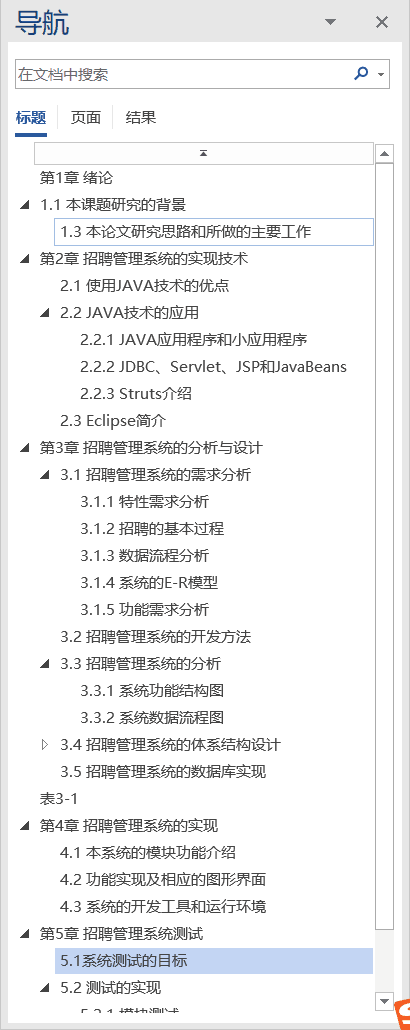 导航
在文档中搜索
标题 页面 结果
第1章 绪论
1.1 本课题研究的背景
1.3 本论文研究思路和所做的主要工作
第2章 招聘管理系统的实现技术
2.1 使用JAVA技术的优点
2.2 JAVA技术的应用
2.2.1 JAVA应用程序和小应用程序
2.2.2 JDBC、Servlet、JSP和JavaBeans
2.2.3 Struts介绍
2.3 Eclipse简介
第3章 招聘管理系统的分析与设计
3.1 招聘管理系统的需求分析
3.1.1 特性需求分析
3.1.2 招聘的基本过程
3.1.3 数据流程分析
3.1.4 系统的E-R模型
3.1.5 功能需求分析
3.2 招聘管理系统的开发方法
3.3 招聘管理系统的分析
3.3.1 系统功能结构图
3.3.2 系统数据流程图
3.4 招聘管理系统的体系结构设计
3.5 招聘管理系统的数据库实现
表3-1
第4章 招聘管理系统的实现
4.1 本系统的模块功能介绍
4.2 功能实现及相应的图形界面
4.3 系统的开发工具和运行环境
第5章 招聘管理系统测试
5.1系统测试的目标
5.2 测试的实现
5.2.1 模块测试